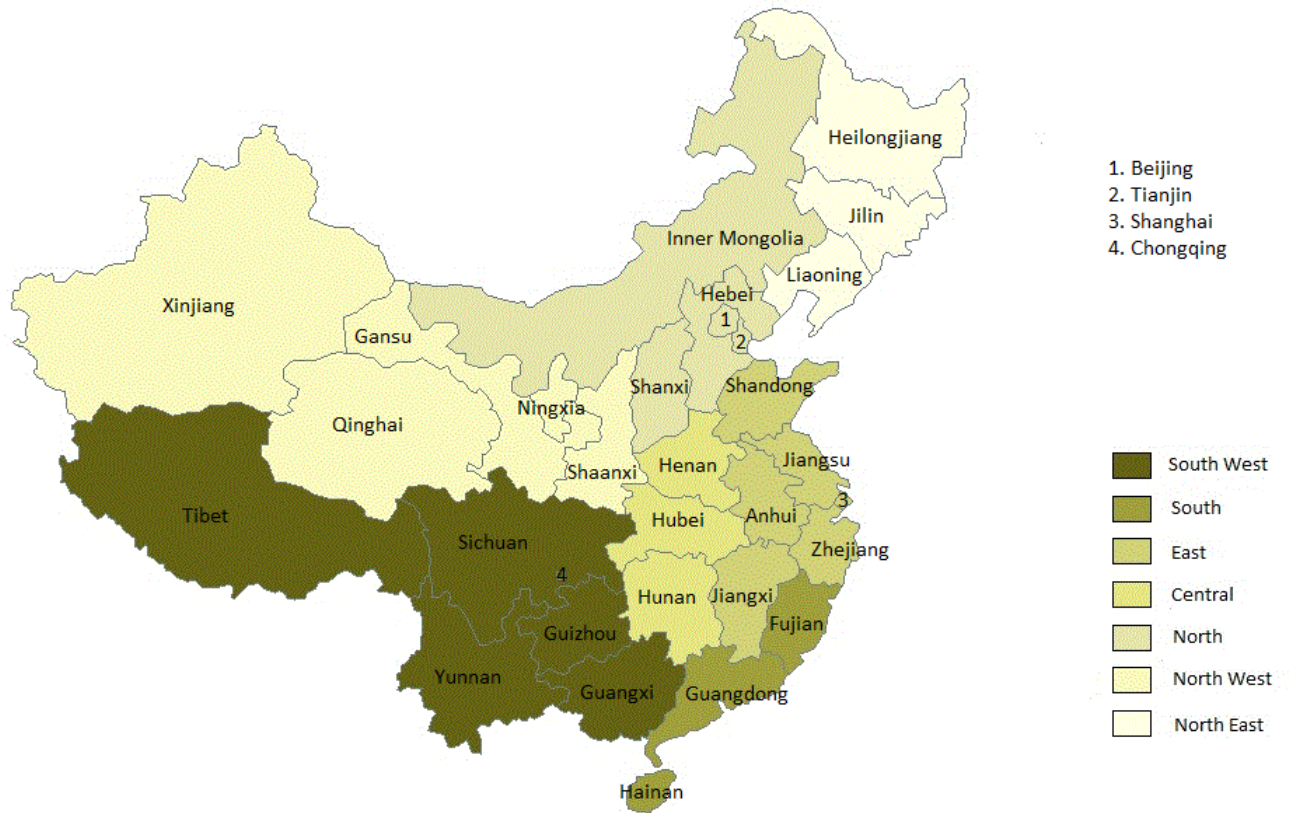 Heilongjiang
Jilin
Inner Mongolia
Liaoning
Hebei
Xinjiang
1
Gansu
2
Shanxi
Shandong
Ningxia
Qinghai
Shaanxi
Henan
Jiangsu
3
Tibet
Hubei
Anhui
Sichuan
Zhejiang
4
Hunan
Jiangxi
Fujian
Guizhou
Yunnan
Guangxi
Guangdong
Hainan
1. Beijing
2. Tianjin
3. Shanghai
4. Chongqing
South West
South
East
Central
North
North West
North East